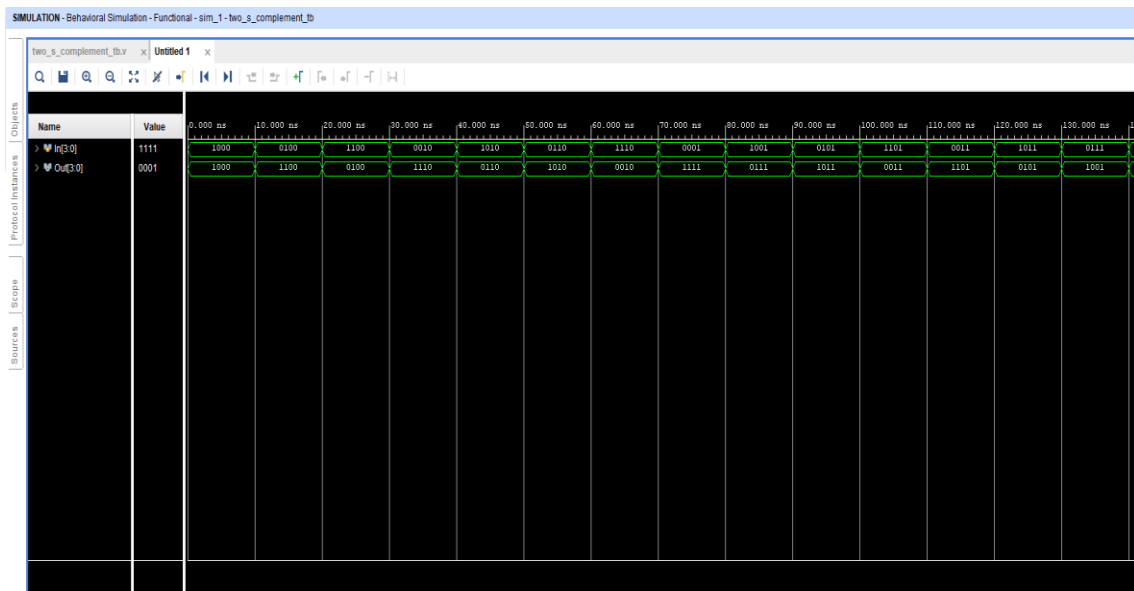 SIMULATION - Behavioral Simulation - Functional - sim_1 - two_s_complement_tb
two_s_complement_tb.v x Untitled 1 x
Objects
Protocol Instances
Scope
Sources
Name Value 0.000 ns 10.000 ns 20.000 ns 30.000 ns 40.000 ns 50.000 ns 60.000 ns 70.000 ns 80.000 ns 90.000 ns 100.000 ns 110.000 ns 120.000 ns 130.000 ns
> In[3:0] 1111 1000 0100 1100 0010 1010 0110 1110 0001 1001 0101 1101 0011 1011 0111
> Out[3:0] 0001 1000 1100 0100 1110 0110 1010 0010 1111 0111 1011 0011 1101 0101 1001